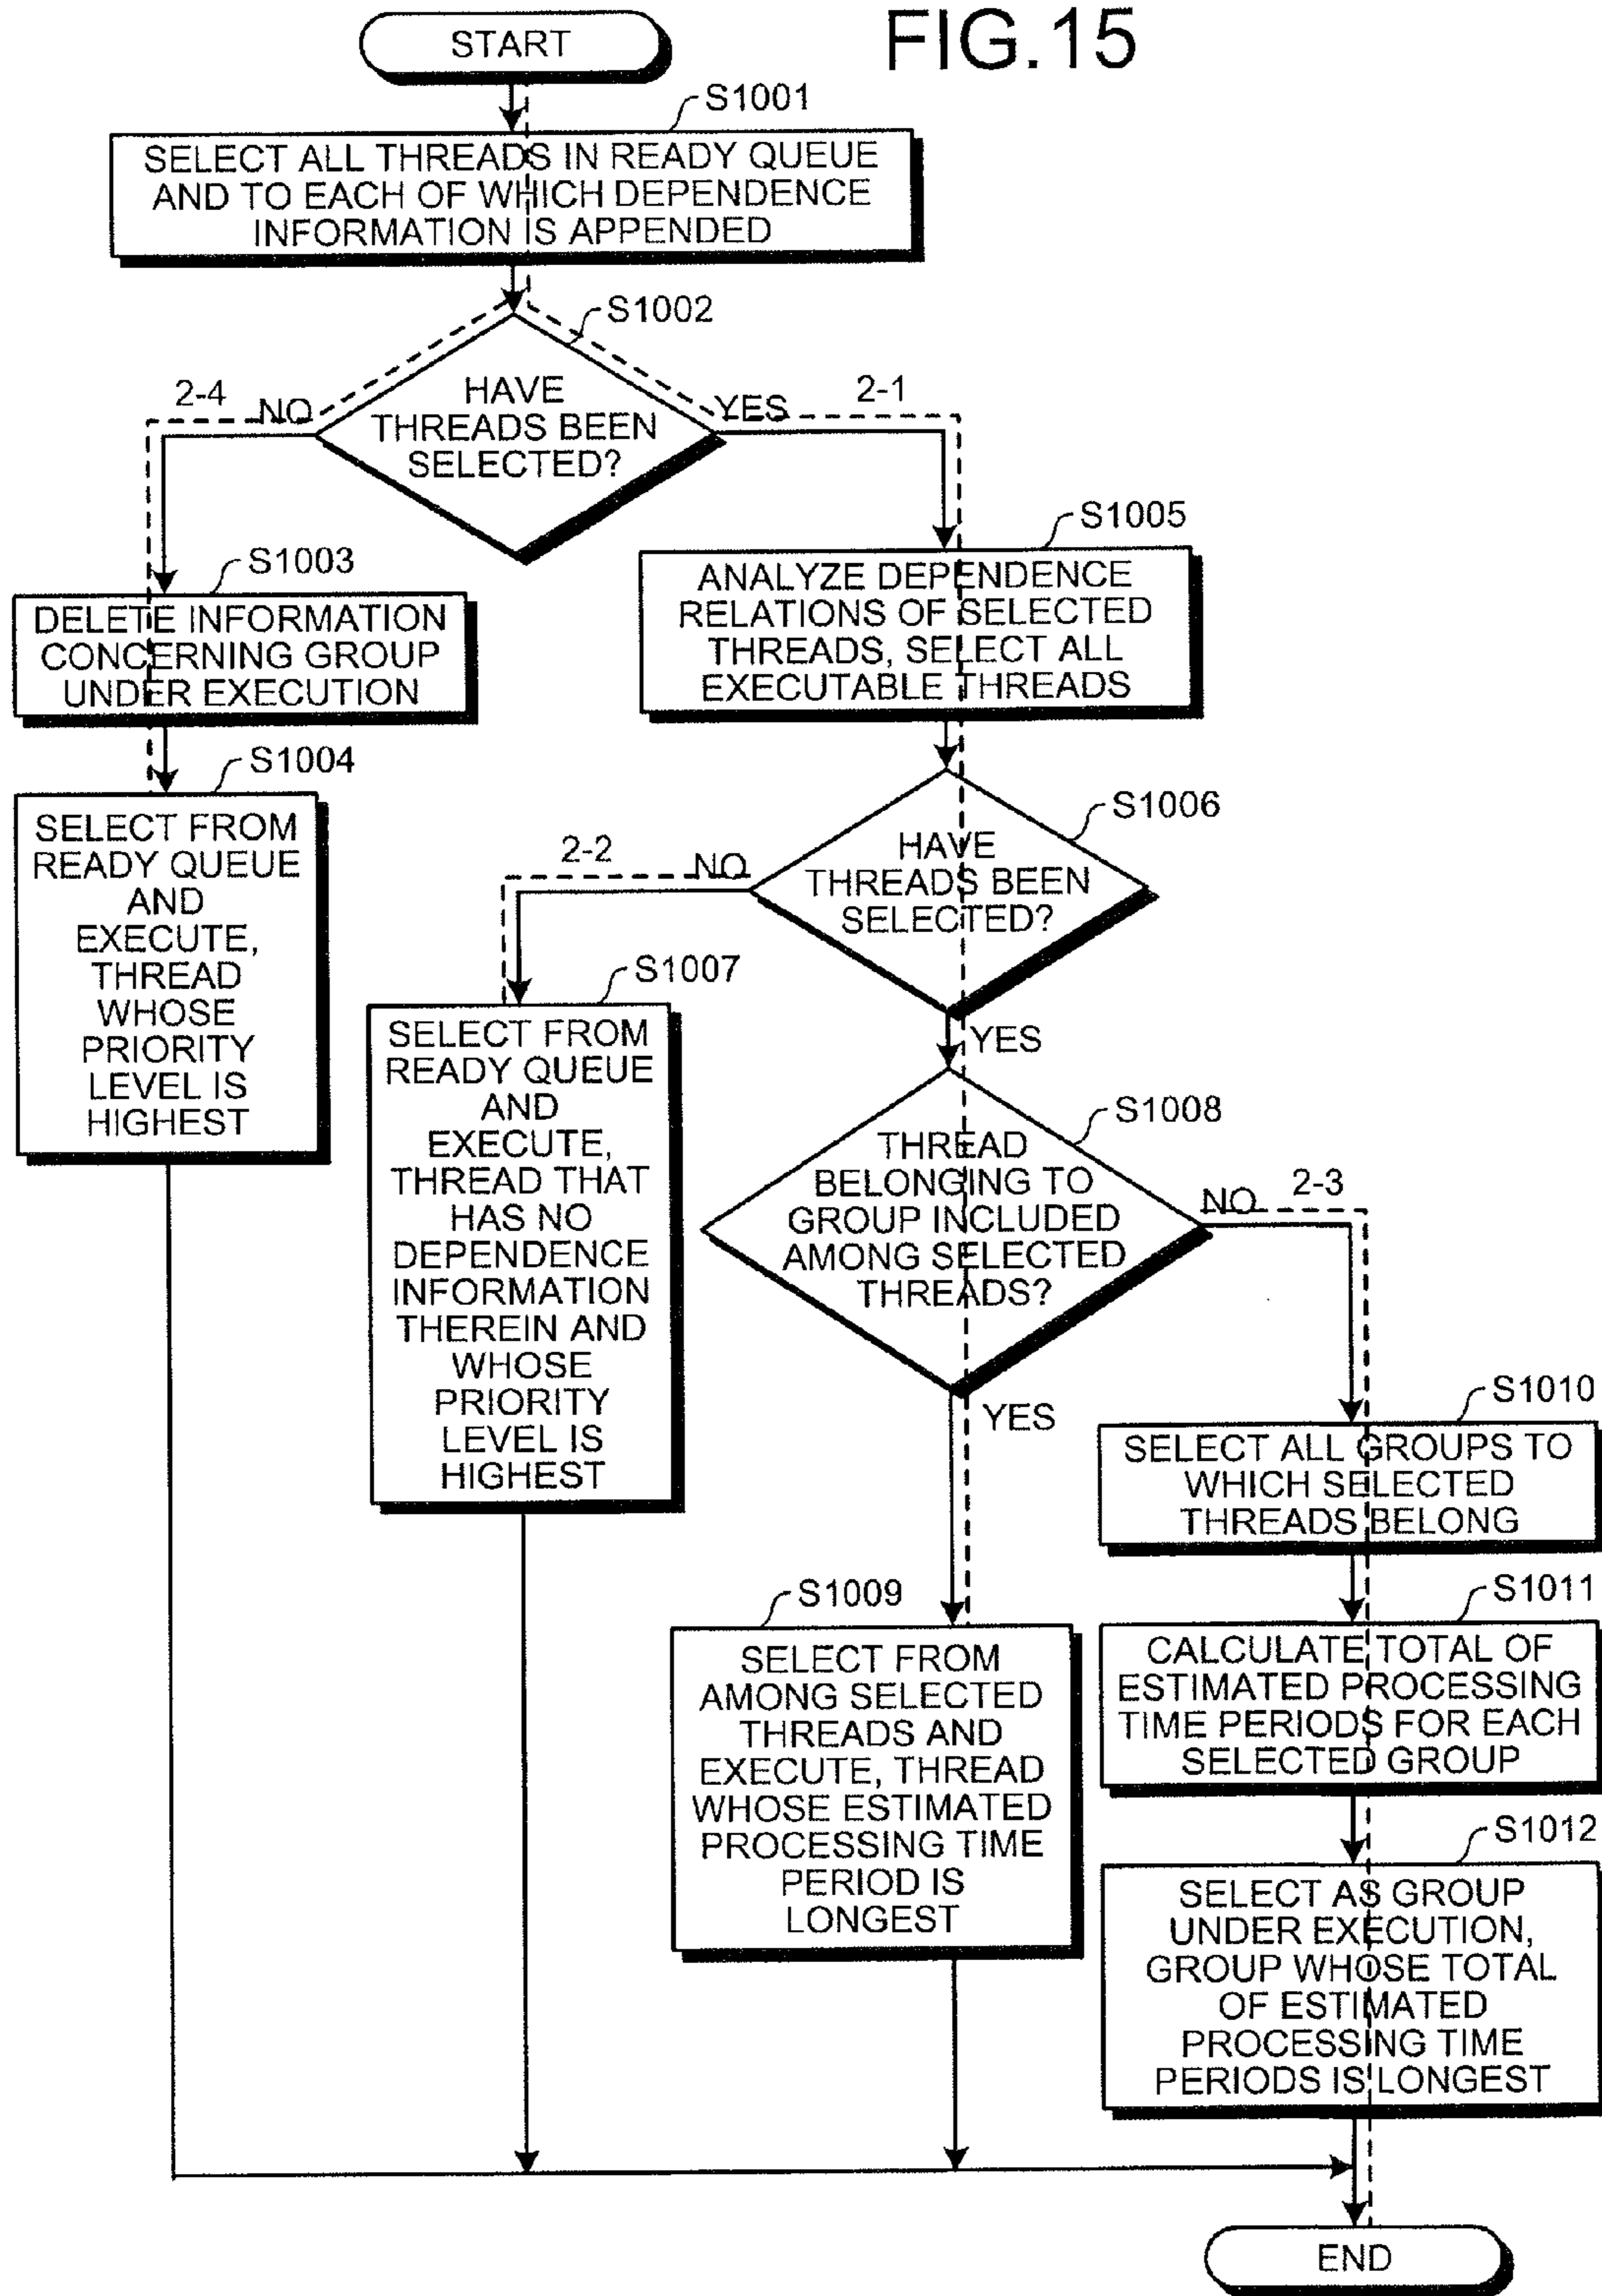 FIG.15
START
S1001
SELECT ALL THREADS IN READY QUEUE
AND TO EACH OF WHICH DEPENDENCE
INFORMATION IS APPENDED
S1002
HAVE
THREADS BEEN
SELECTED?
2-4
NO
YES
2-1
S1003
DELETE INFORMATION
CONCERNING GROUP
UNDER EXECUTION
S1004
SELECT FROM
READY QUEUE
AND
EXECUTE,
THREAD
WHOSE
PRIORITY
LEVEL IS
HIGHEST
S1005
ANALYZE DEPENDENCE
RELATIONS OF SELECTED
THREADS, SELECT ALL
EXECUTABLE THREADS
S1006
HAVE
THREADS BEEN
SELECTED?
2-2
NO
YES
S1007
SELECT FROM
READY QUEUE
AND
EXECUTE,
THREAD THAT
HAS NO
DEPENDENCE
INFORMATION
THEREIN AND
WHOSE
PRIORITY
LEVEL IS
HIGHEST
S1008
THREAD
BELONGING TO
GROUP INCLUDED
AMONG SELECTED
THREADS?
NO
2-3
YES
S1009
SELECT FROM
AMONG SELECTED
THREADS AND
EXECUTE, THREAD
WHOSE ESTIMATED
PROCESSING TIME
PERIOD IS
LONGEST
S1010
SELECT ALL GROUPS TO
WHICH SELECTED
THREADS BELONG
S1011
CALCULATE TOTAL OF
ESTIMATED PROCESSING
TIME PERIODS FOR EACH
SELECTED GROUP
S1012
SELECT AS GROUP
UNDER EXECUTION,
GROUP WHOSE TOTAL
OF ESTIMATED
PROCESSING TIME
PERIODS IS LONGEST
END